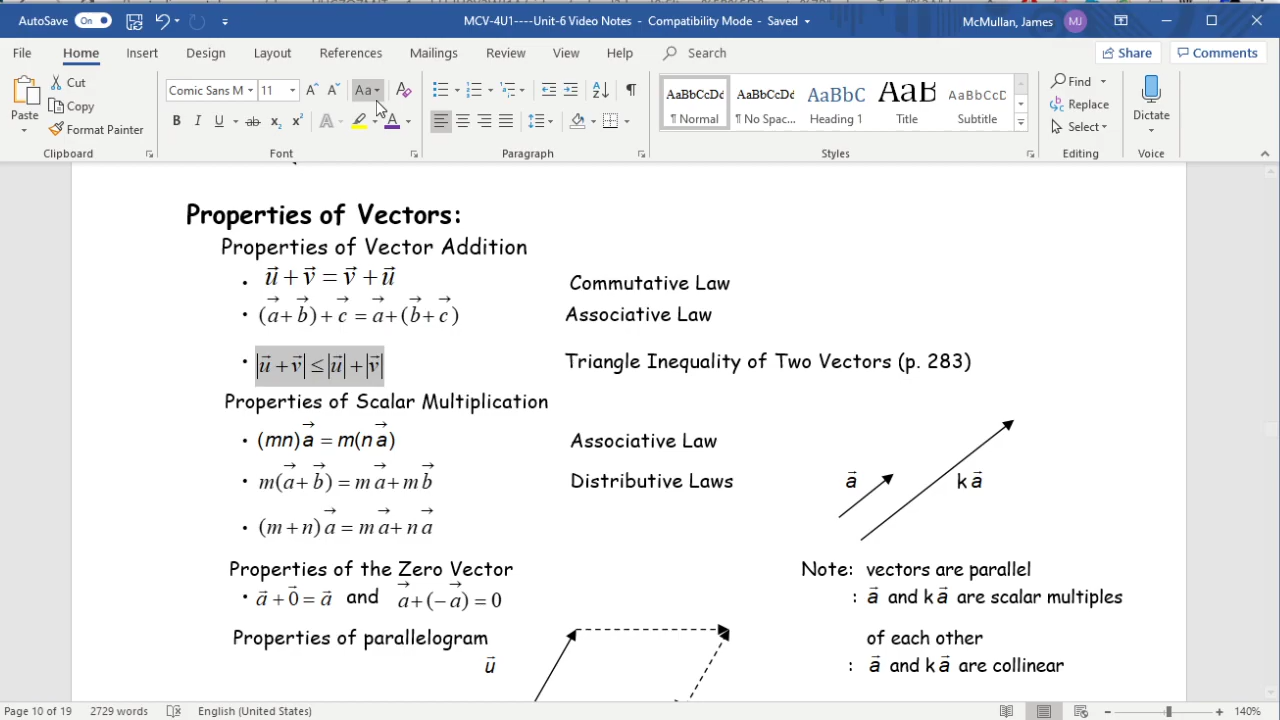 AutoSave On MCV-4U1----Unit-6 Video Notes - Compatibility Mode - Saved McMullan, James MJ
File Home Insert Design Layout References Mailings Review View Help Search Share Comments
Paste Cut Copy Format Painter Clipboard
Comic Sans M 11 A A Aa A
B I U ab x₂ x² A A Font
Paragraph
AaBbCcDd ¶ Normal AaBbCcDd ¶ No Spac... AaBbC Heading 1 AaB Title AaBbCcD Subtitle Styles
Find Replace Select Editing
Dictate Voice
Properties of Vectors:
Properties of Vector Addition
• u⃗ + v⃗ = v⃗ + u⃗ Commutative Law
• (a⃗ + b⃗) + c⃗ = a⃗ + (b⃗ + c⃗) Associative Law
• |u⃗ + v⃗| ≤ |u⃗| + |v⃗| Triangle Inequality of Two Vectors (p. 283)
Properties of Scalar Multiplication
• (mn)a⃗ = m(na⃗) Associative Law
• m(a⃗ + b⃗) = ma⃗ + mb⃗ Distributive Laws a⃗ ka⃗
• (m + n)a⃗ = ma⃗ + na⃗
Properties of the Zero Vector Note: vectors are parallel
• a⃗ + 0⃗ = a⃗ and a⃗ + (−a⃗) = 0 : a⃗ and ka⃗ are scalar multiples
Properties of parallelogram of each other
u⃗ : a⃗ and ka⃗ are collinear
Page 10 of 19 2729 words English (United States) 140%